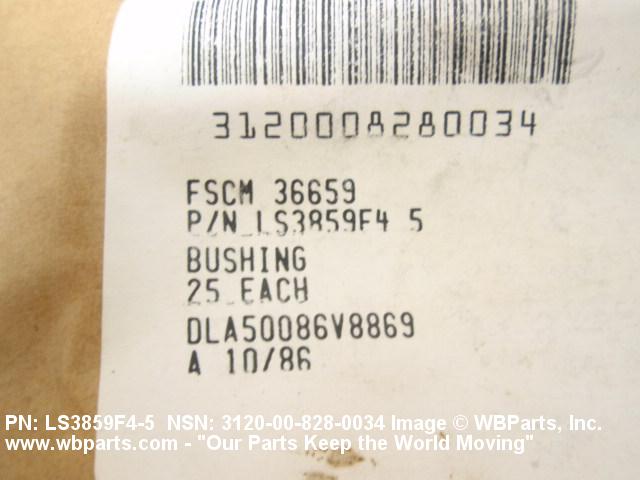 3120008280034
FSCM 36659
P/N LS3859F4 5
BUSHING
25 EACH
DLA50086V8869
A 10/86
PN: LS3859F4-5 NSN: 3120-00-828-0034 Image © WBParts, Inc.
www.wbparts.com - "Our Parts Keep the World Moving"